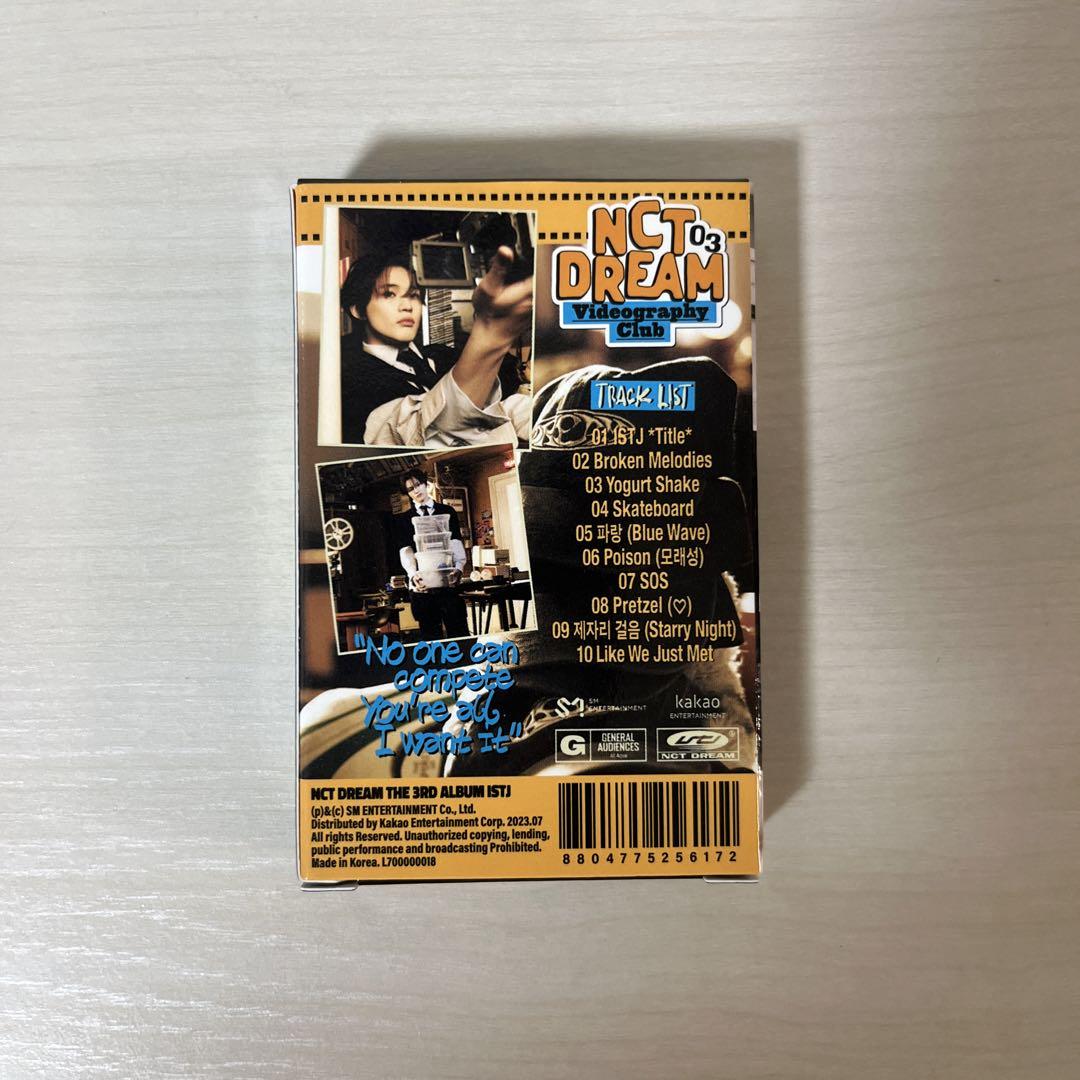 NCT 03
DREAM
Videography
Club
TRACK LIST
01 ISTJ *Title*
02 Broken Melodies
03 Yogurt Shake
04 Skateboard
05 파랑 (Blue Wave)
06 Poison (모래성)
07 SOS
08 Pretzel (♡)
09 제자리 걸음 (Starry Night)
10 Like We Just Met
"No one can
compete
You're all
I want It"
SM
ENTERTAINMENT
kakao
ENTERTAINMENT
G
GENERAL
AUDIENCES
All Ages
NCT DREAM
NCT DREAM THE 3RD ALBUM ISTJ
(p)&(c) SM ENTERTAINMENT Co., Ltd.
Distributed by Kakao Entertainment Corp. 2023.07
All rights Reserved. Unauthorized copying, lending,
public performance and broadcasting Prohibited.
Made in Korea. L700000018
8804775256172